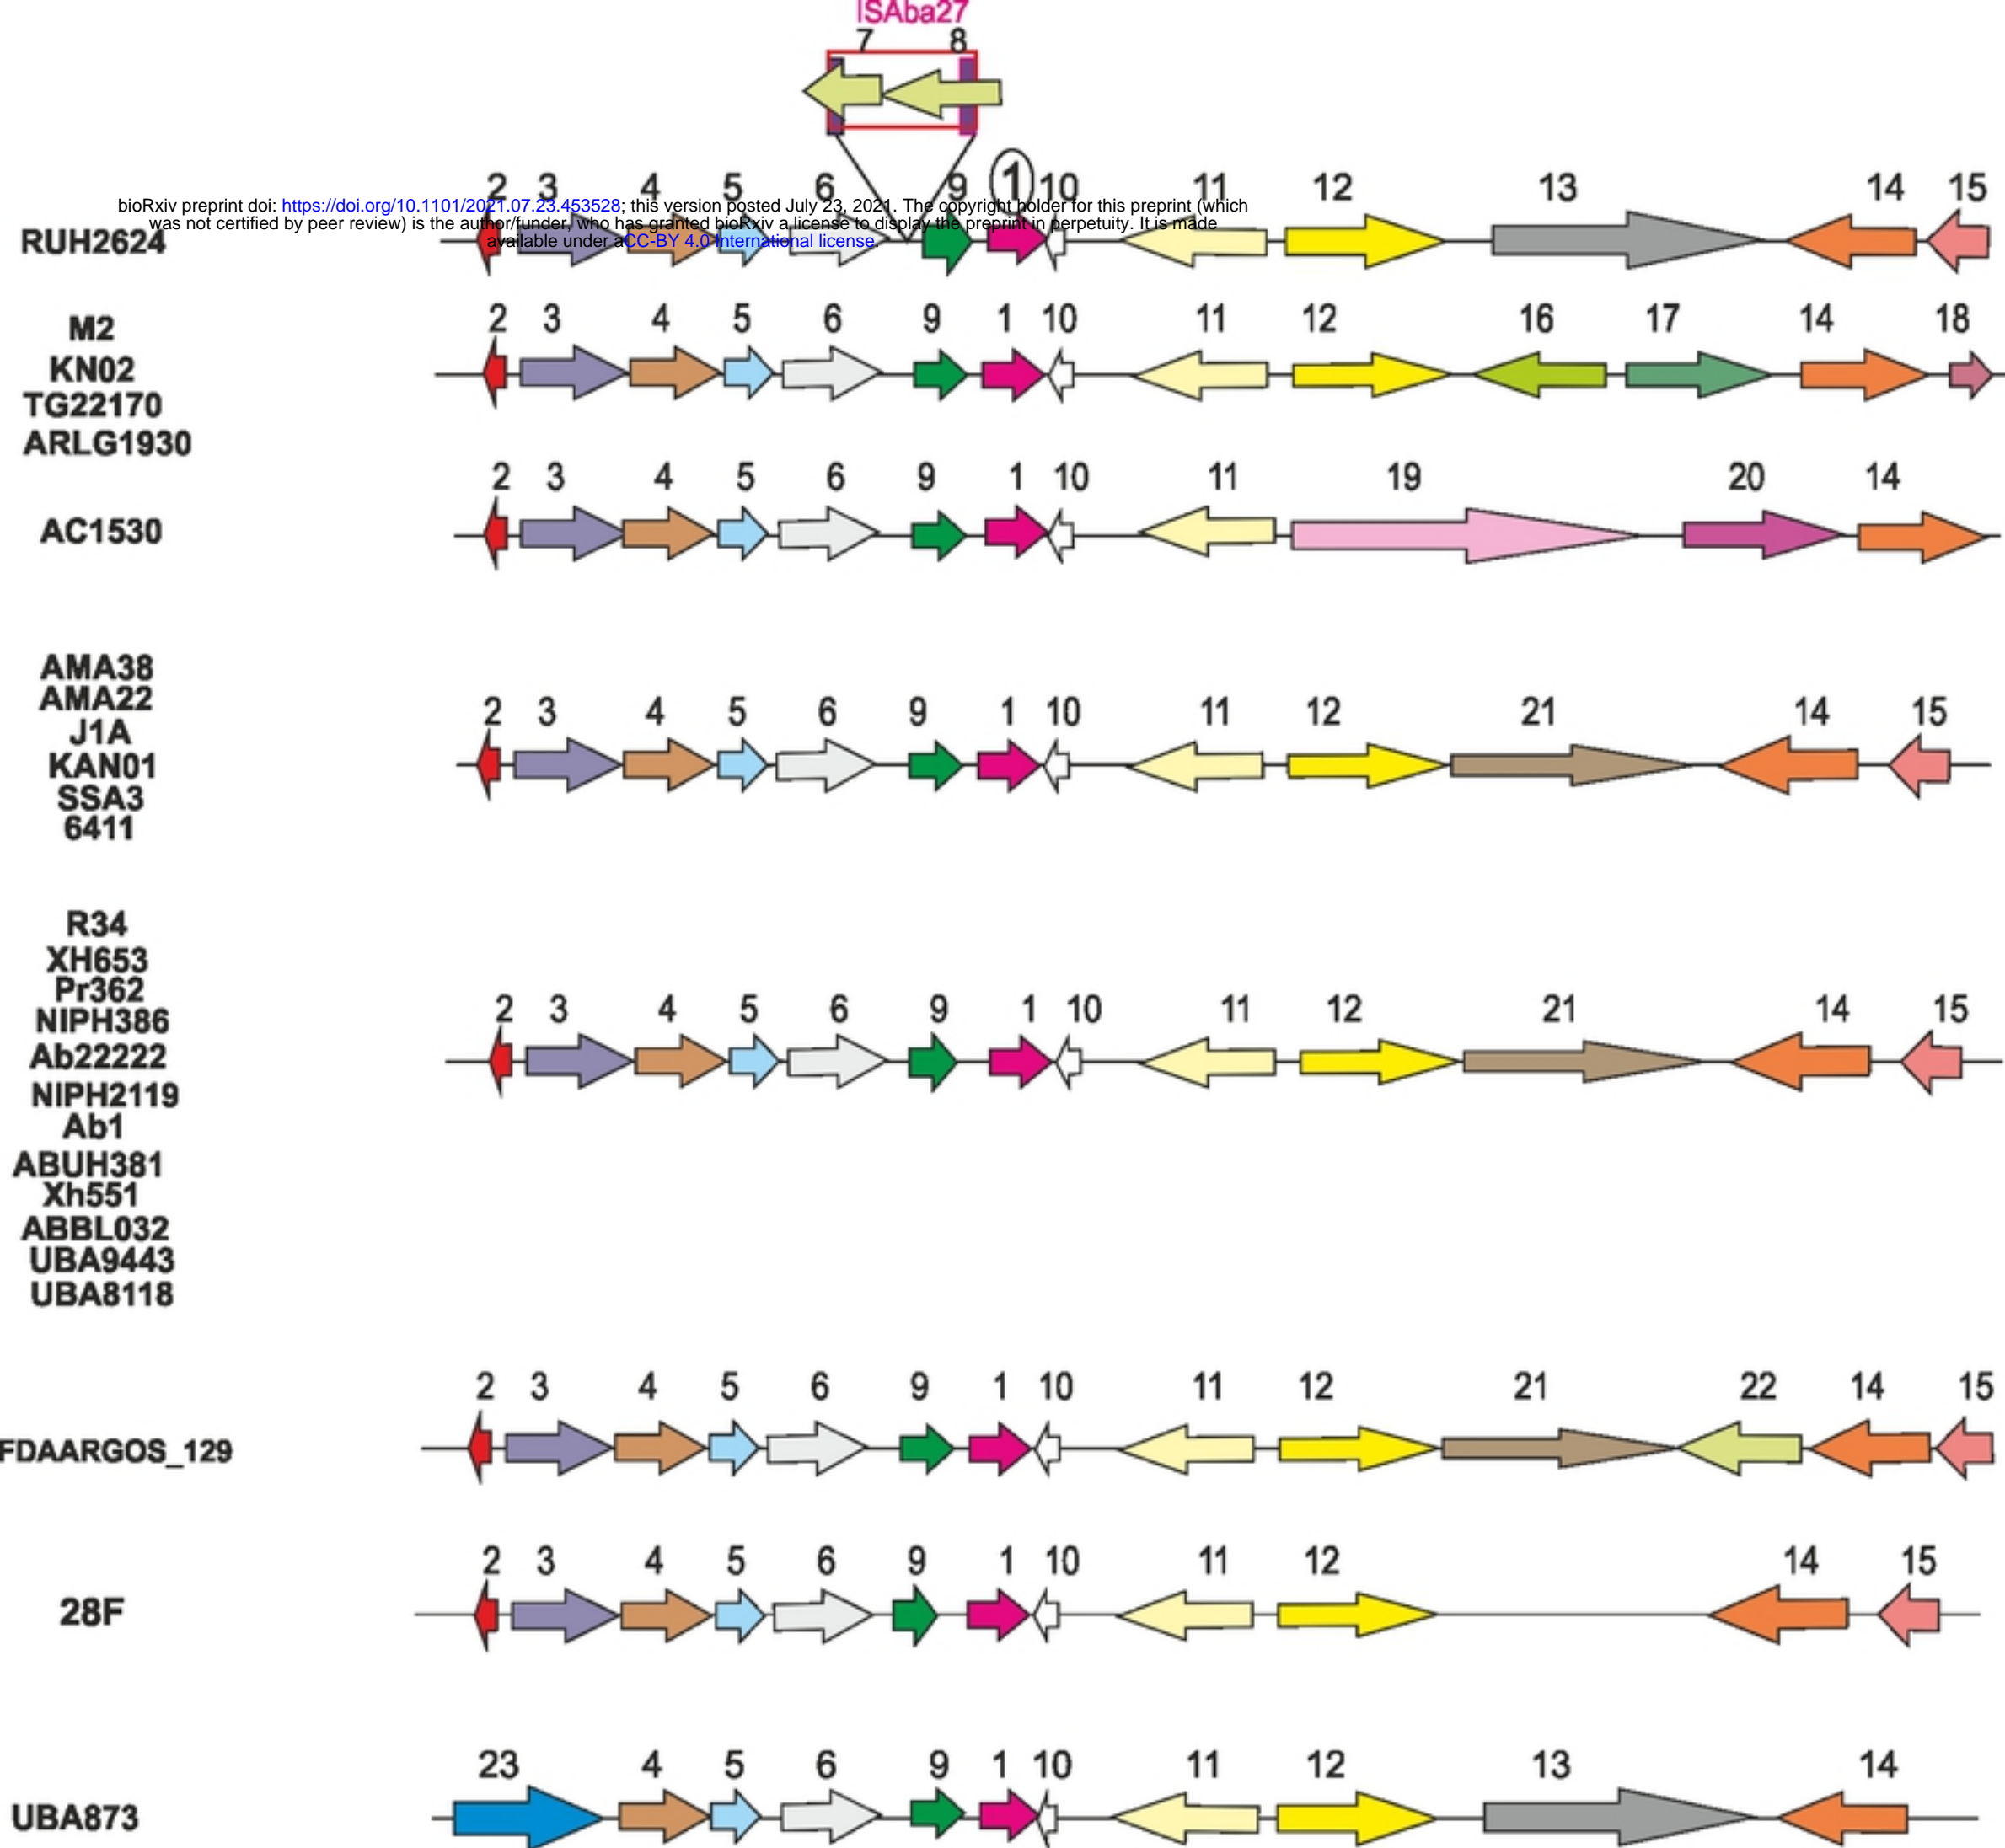 ISAba27
7 8
2 3 4 5 6 9 1 10 11 12 13 14 15
bioRxiv preprint doi: https://doi.org/10.1101/2021.07.23.453528; this version posted July 23, 2021. The copyright holder for this preprint (which
was not certified by peer review) is the author/funder, who has granted bioRxiv a license to display the preprint in perpetuity. It is made
available under aCC-BY 4.0 International license.
RUH2624
2 3 4 5 6 9 1 10 11 12 16 17 14 18
M2
KN02
TG22170
ARLG1930
2 3 4 5 6 9 1 10 11 19 20 14
AC1530
AMA38
AMA22
2 3 4 5 6 9 1 10 11 12 21 14 15
J1A
KAN01
SSA3
6411
R34
XH653
Pr362
2 3 4 5 6 9 1 10 11 12 21 14 15
NIPH386
Ab22222
NIPH2119
Ab1
ABUH381
Xh551
ABBL032
UBA9443
UBA8118
2 3 4 5 6 9 1 10 11 12 21 22 14 15
FDAARGOS_129
2 3 4 5 6 9 1 10 11 12 14 15
28F
23 4 5 6 9 1 10 11 12 13 14
UBA873